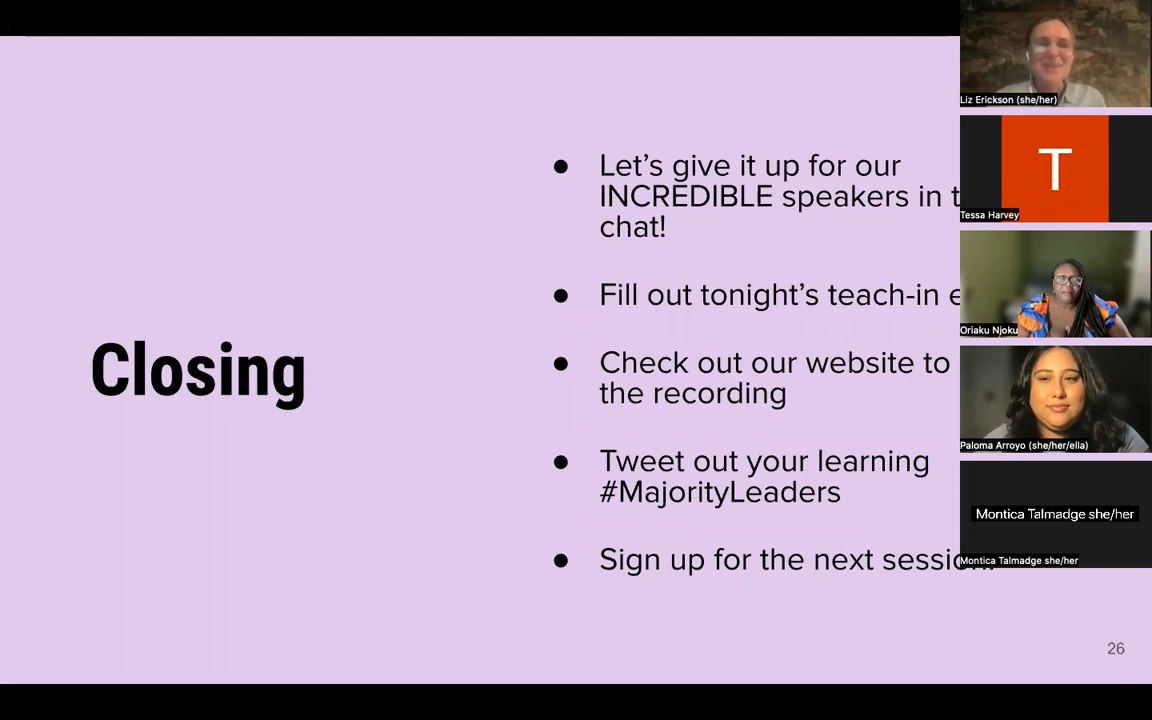 Closing
● Let's give it up for our
INCREDIBLE speakers in
chat!
● Fill out tonight's teach-in
● Check out our website to
the recording
● Tweet out your learning
#MajorityLeaders
● Sign up for the next
26
Liz Erickson (she/her)
T
Tessa Harvey
Oriaku Njoku
Paloma Arroyo (she/her/ella)
Montica Talmadge she/her
Montica Talmadge she/her